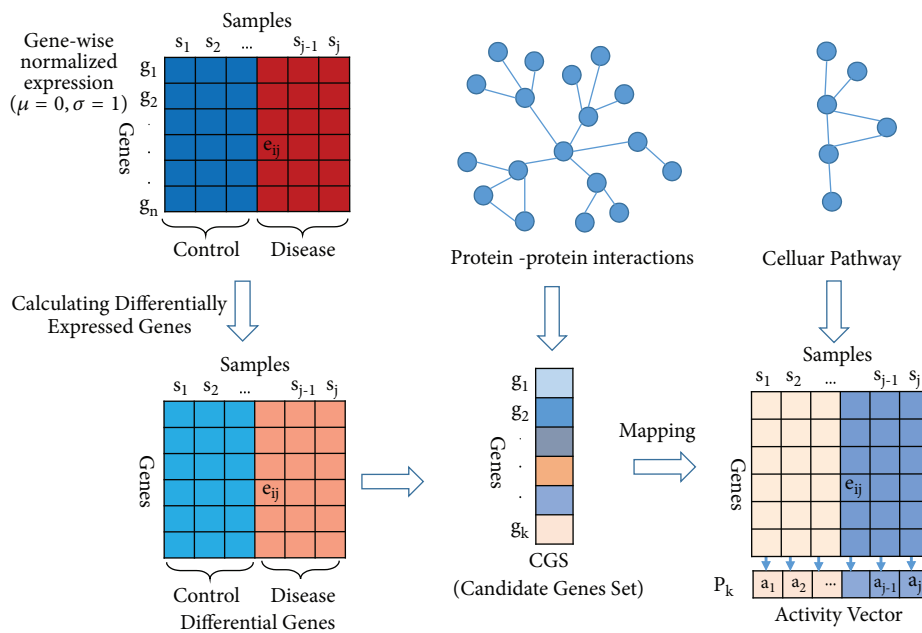 Samples
Gene-wise
normalized
expression
(μ = 0, σ = 1)
s1 s2 ... sj-1 sj
g1
g2
.
.
.
gn
Genes
eij
Control Disease
Protein -protein interactions
Celluar Pathway
Calculating Differentially
Expressed Genes
Samples
s1 s2 ... sj-1 sj
Genes
eij
Control Disease
Differential Genes
g1
g2
.
.
.
gk
Genes
CGS
(Candidate Genes Set)
Mapping
Samples
s1 s2 ... sj-1 sj
Genes
eij
Pk a1 a2 ... aj-1 aj
Activity Vector